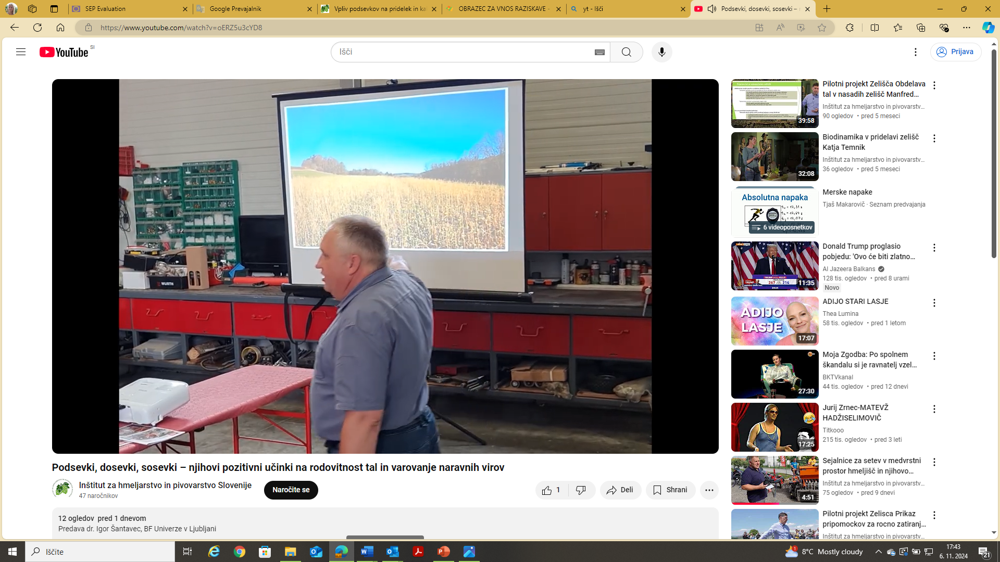 SEP Evaluation
Google Prevajalnik
Vpliv podsevkov na pridelek in ka
OBRAZEC ZA VNOS RAZISKAVE -
yt - Išči
Podsevki, dosevki, sosevki –
https://www.youtube.com/watch?v=oERZ5u3cYD8
YouTube SI
Išči
Prijava
WÜRTH
Podsevki, dosevki, sosevki – njihovi pozitivni učinki na rodovitnost tal in varovanje naravnih virov
Inštitut za hmeljarstvo in pivovarstvo Slovenije
47 naročnikov
Naročite se
1
Deli
Shrani
12 ogledov pred 1 dnevom
Predava dr. Igor Šantavec, BF Univerze v Ljubljani
39:58
Pilotni projekt Zelišča Obdelava
tal v nasadih zelišč Manfred...
Inštitut za hmeljarstvo in pivovarstv...
90 ogledov • pred 5 meseci
32:08
Biodinamika v pridelavi zelišč
Katja Temnik
Inštitut za hmeljarstvo in pivovarstv...
36 ogledov • pred 5 meseci
Absolutna napaka
6 videoposnetkov
Merske napake
Tjaš Makarovič · Seznam predvajanja
267
214
2024
11:35
Donald Trump proglasio
pobjedu: 'Ovo će biti zlatno...
Al Jazeera Balkans
128 tis. ogledov • pred 8 urami
Novo
ADIJO
LASJE
17:07
ADIJO STARI LASJE
Thea Lumina
58 tis. ogledov • pred 1 letom
27:30
Moja Zgodba: Po spolnem
škandalu si je ravnatelj vzel...
BKTVkanal
44 tis. ogledov • pred 12 dnevi
17:25
Jurij Zrnec-MATEVŽ
HADŽISELIMOVIČ
Titkooo
215 tis. ogledov • pred 3 leti
4:51
Sejalnice za setev v medvrstni
prostor hmeljišč in njihovo...
Inštitut za hmeljarstvo in pivovarstv...
75 ogledov • pred 9 dnevi
Pilotni projekt Zelisca Prikaz
pripomockov za rocno zatiranj...
Inštitut za hmeljarstvo in pivovarstv...
Iščite
8°C Mostly cloudy
17:43
6. 11. 2024
21